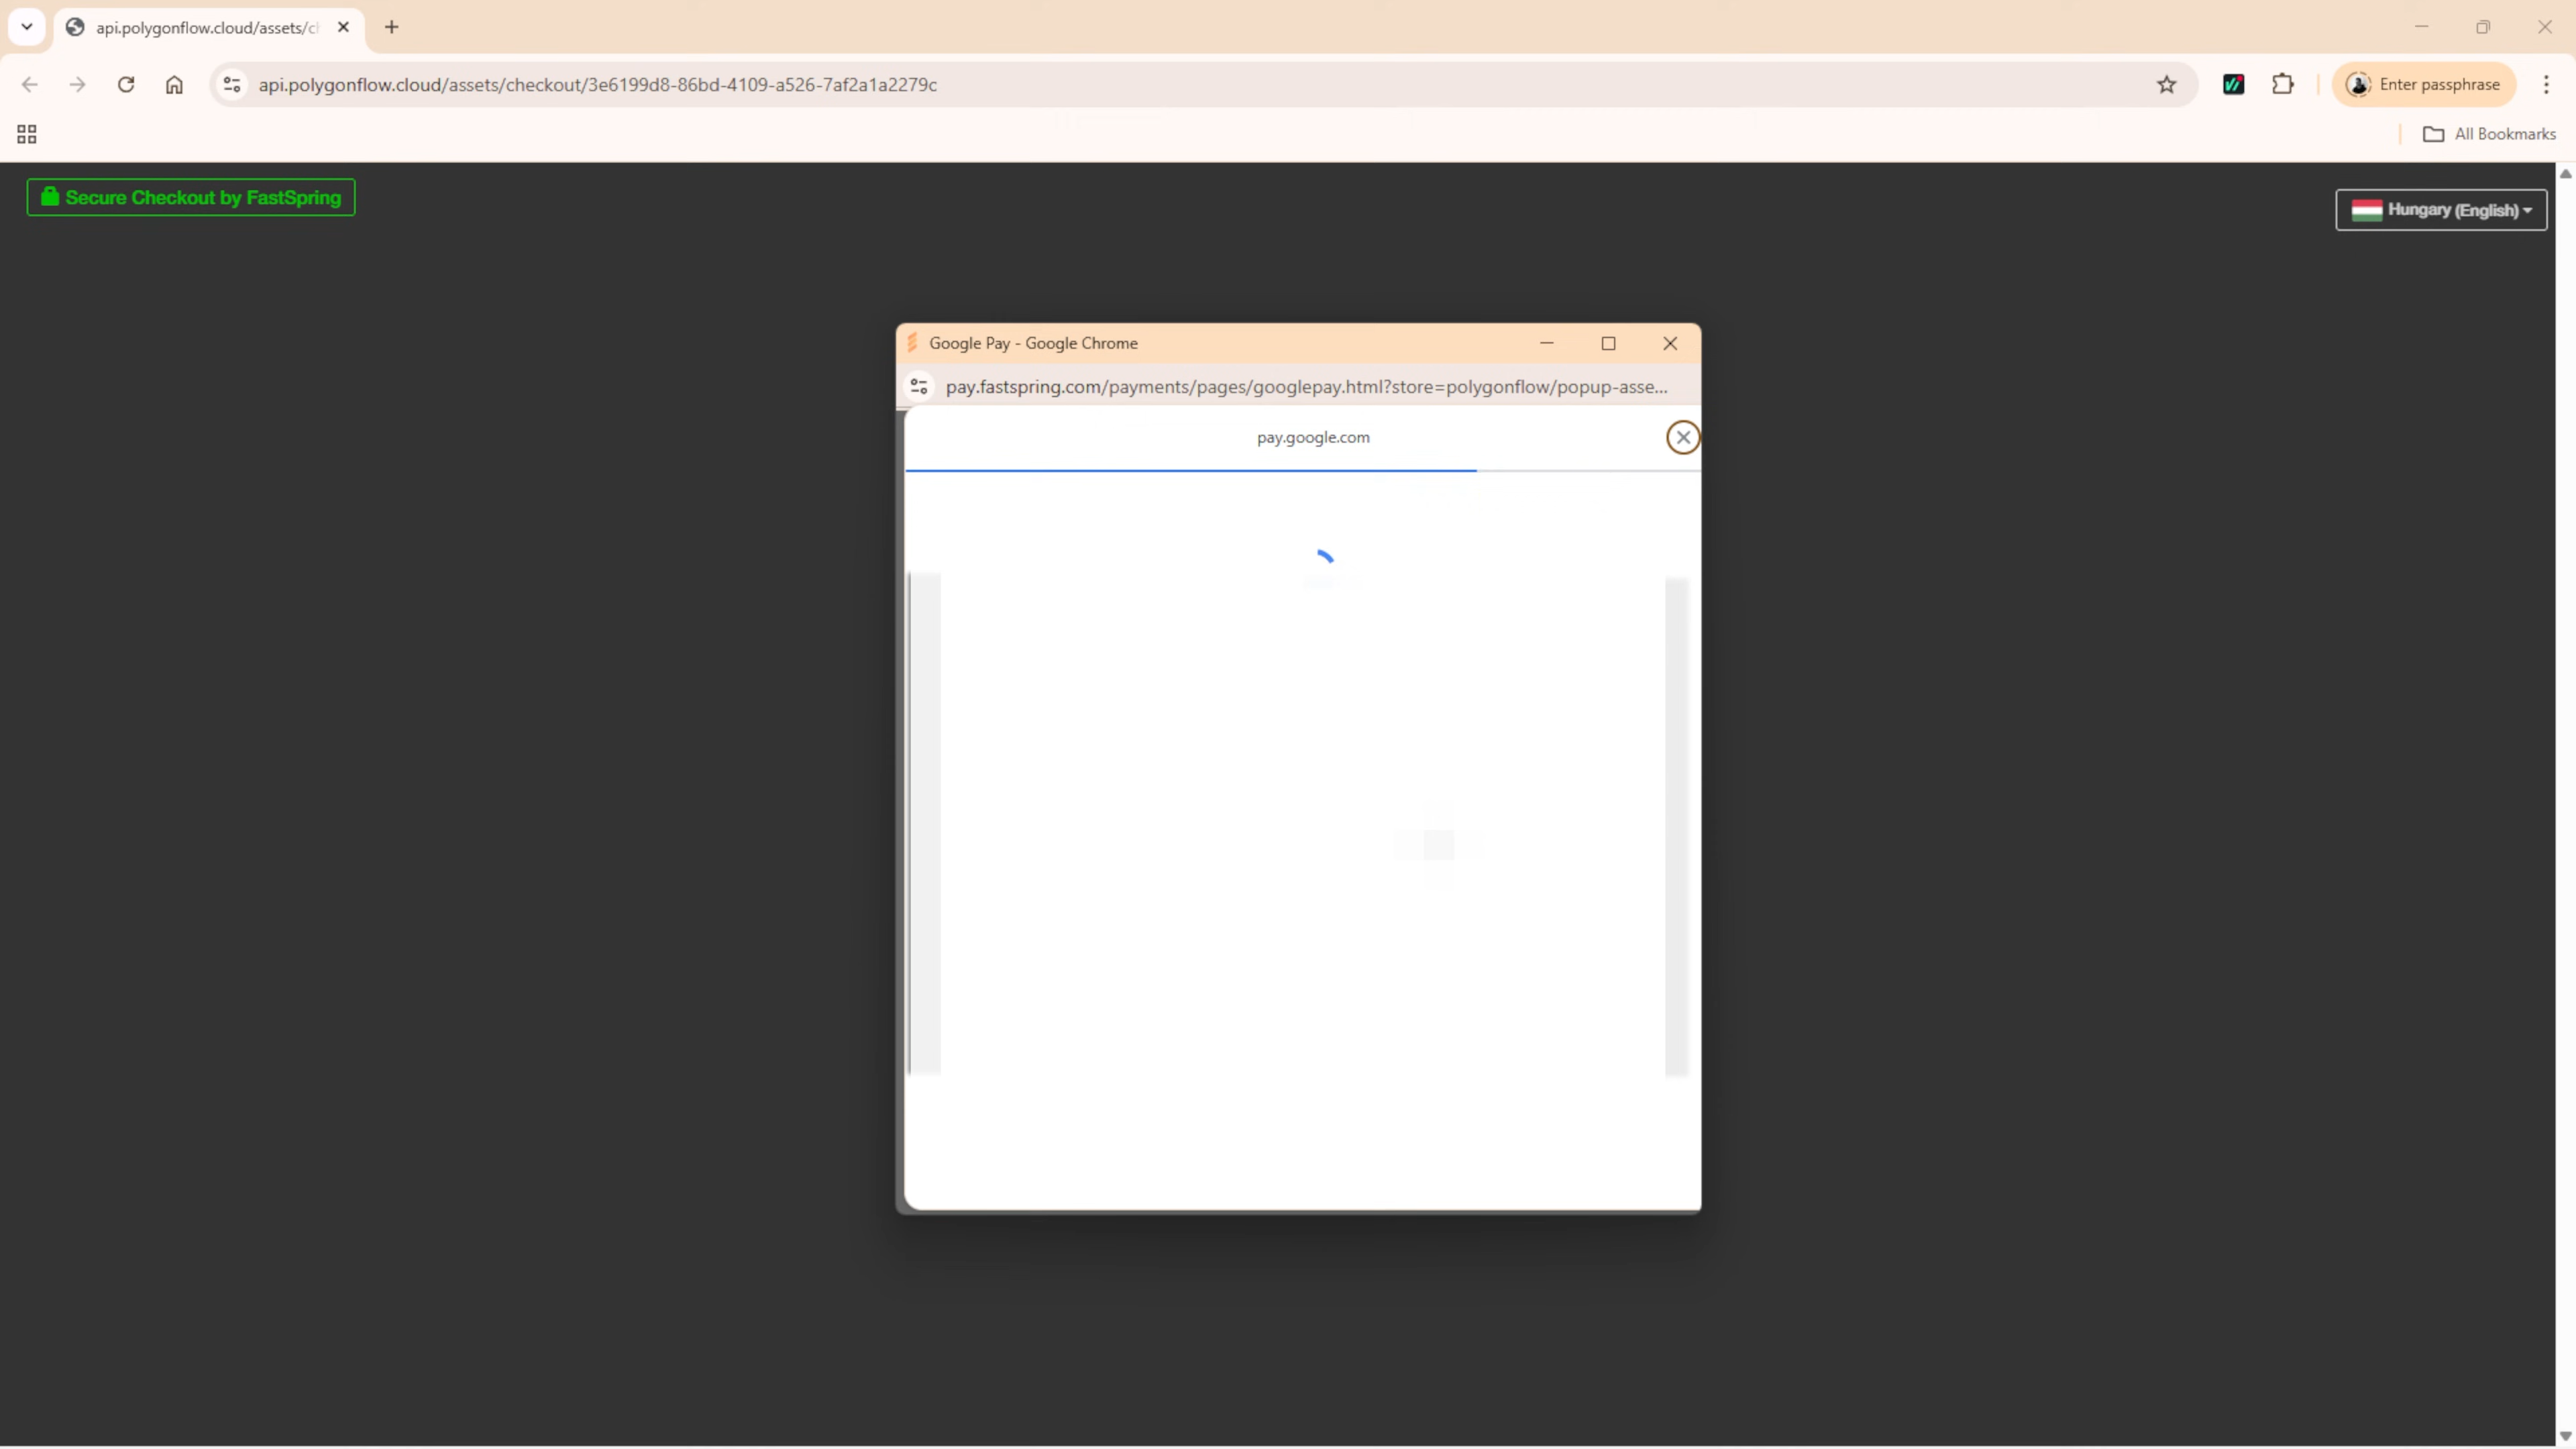 api.polygonflow.cloud/assets/c
api.polygonflow.cloud/assets/checkout/3e6199d8-86bd-4109-a526-7af2a1a2279c
Enter passphrase
All Bookmarks
Secure Checkout by FastSpring
Hungary (English)
Google Pay - Google Chrome
pay.fastspring.com/payments/pages/googlepay.html?store=polygonflow/popup-asse...
pay.google.com